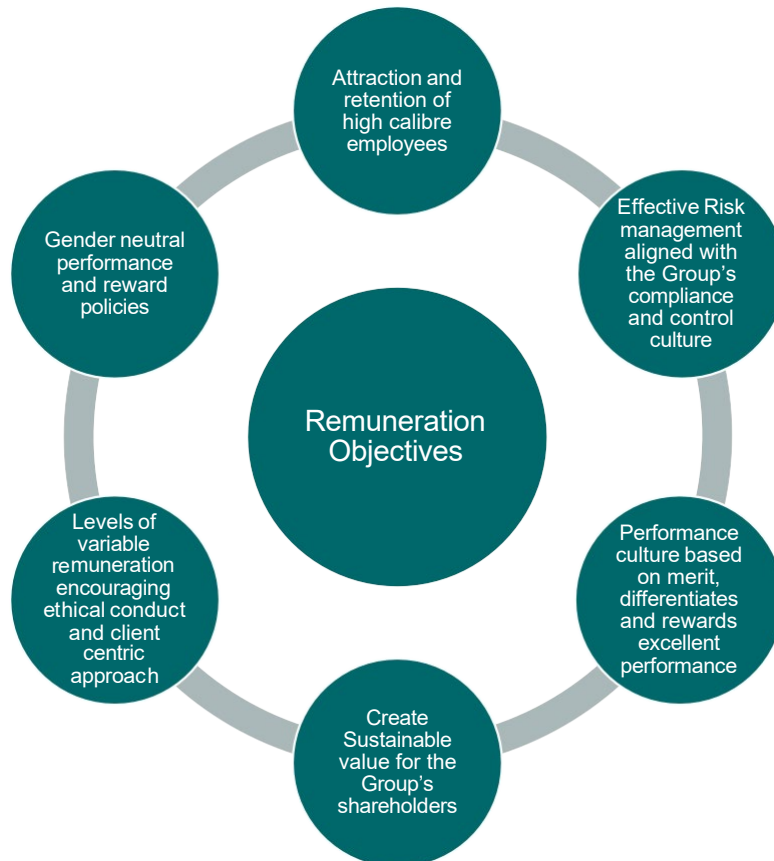 Attraction and
retention of
high calibre
employees
Effective Risk
management
aligned with
the Group’s
compliance
and control
culture
Performance
culture based
on merit,
differentiates
and rewards
excellent
performance
Create
Sustainable
value for the
Group’s
shareholders
Levels of
variable
remuneration
encouraging
ethical conduct
and client
centric
approach
Gender neutral
performance
and reward
policies
Remuneration
Objectives